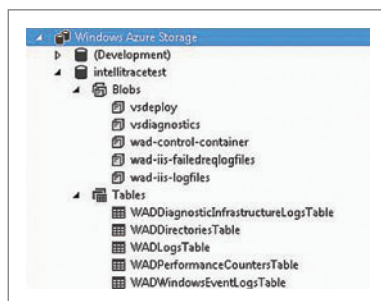 Windows Azure Storage
(Development)
intellitracetest
Blobs
vsdeploy
vsdiagnostics
wad-control-container
wad-iis-failedreqlogfiles
wad-iis-logfiles
Tables
WADDiagnosticInfrastructureLogsTable
WADDirectoriesTable
WADLogsTable
WADPerformanceCountersTable
WADWindowsEventLogsTable